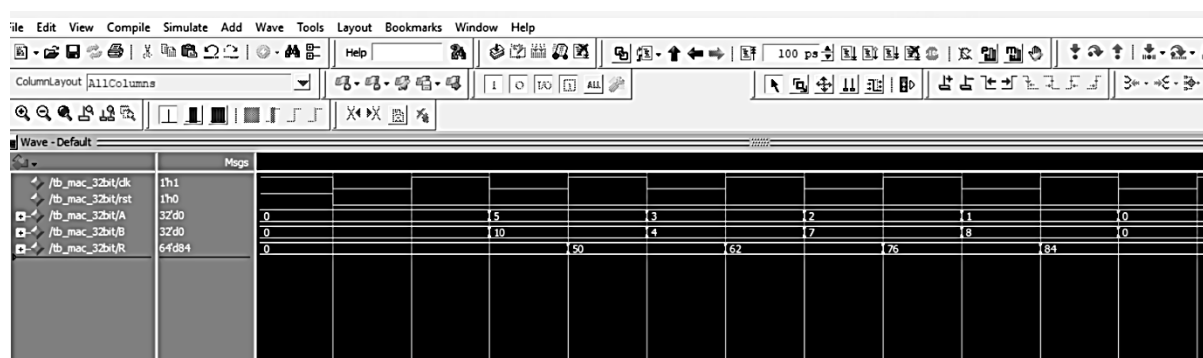 File Edit View Compile Simulate Add Wave Tools Layout Bookmarks Window Help
Help 100 ps
ColumnLayout AllColumns ALL
Wave - Default
Msgs
/tb_mac_32bit/clk 1'h1
/tb_mac_32bit/rst 1'h0
/tb_mac_32bit/A 32'd0 0 5 3 2 1 0
/tb_mac_32bit/B 32'd0 0 10 4 7 8 0
/tb_mac_32bit/R 64'd84 0 50 62 76 84